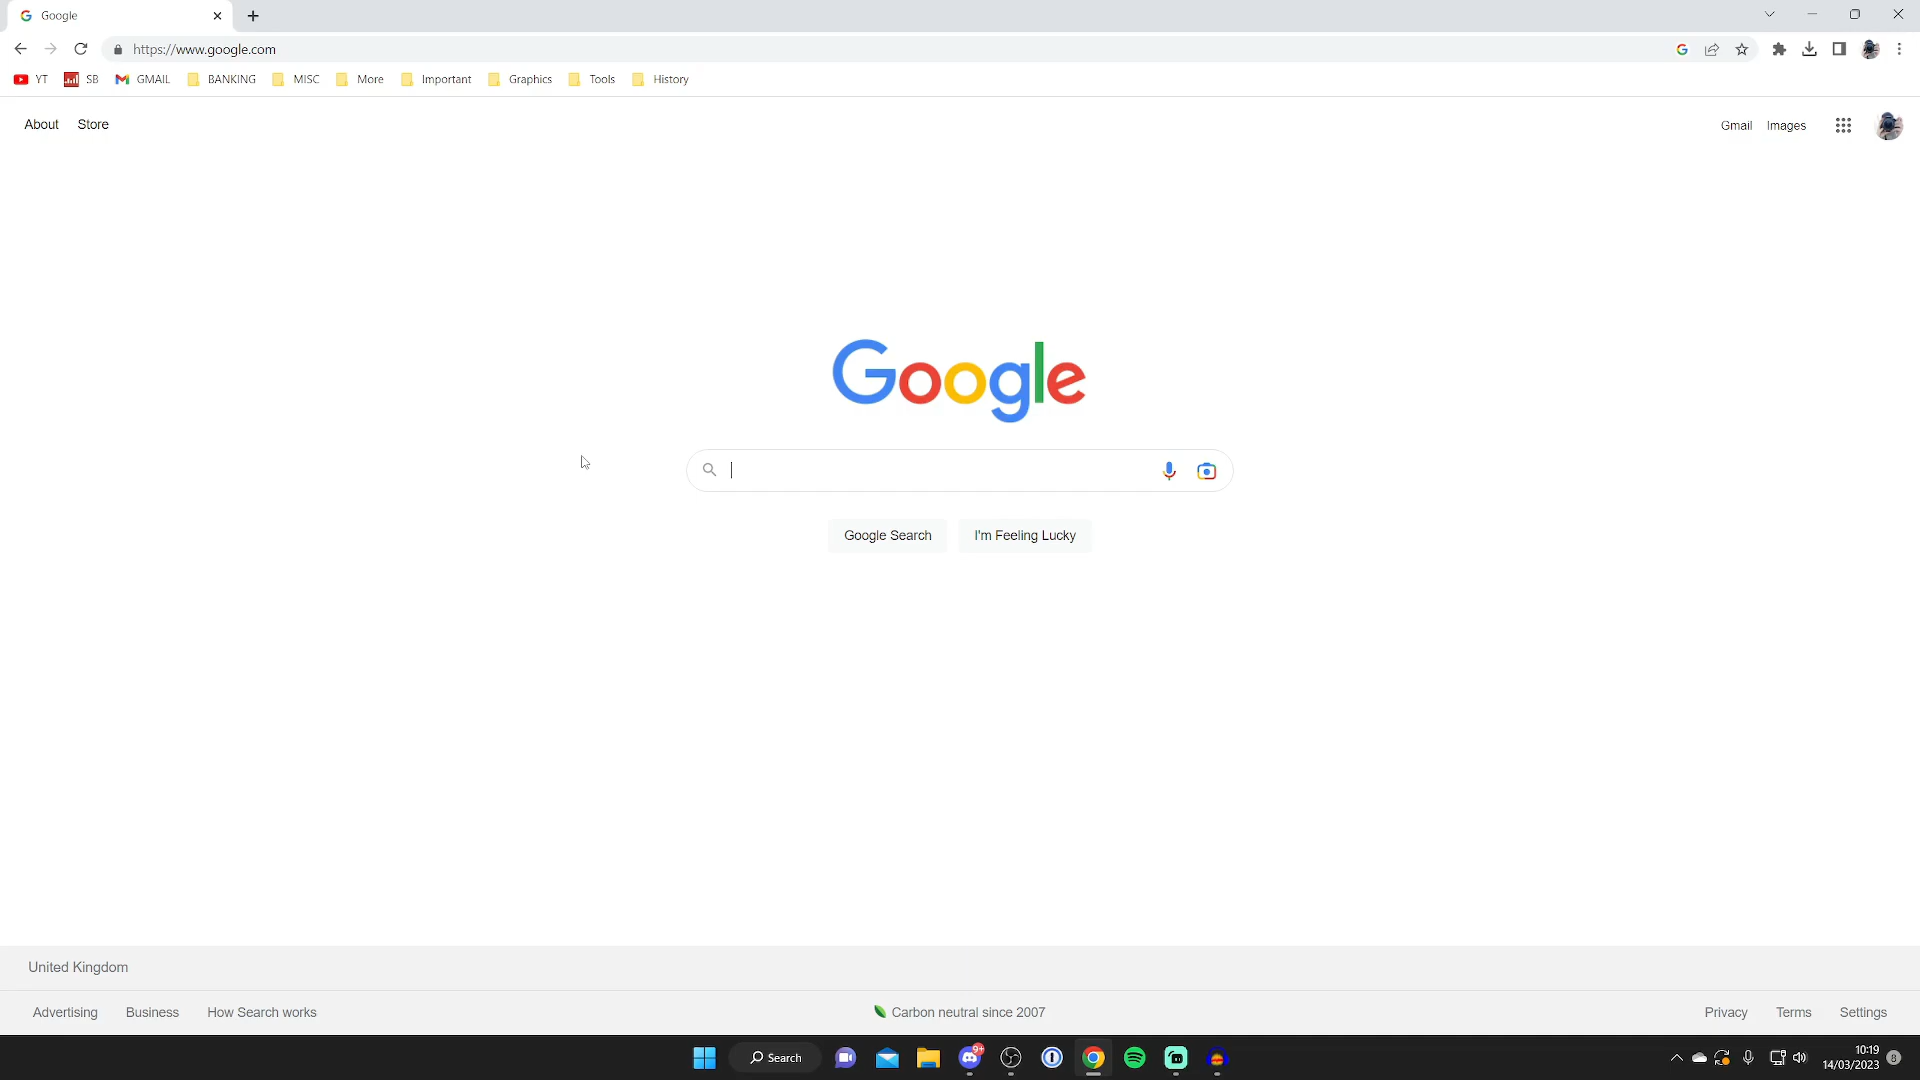 Google
https://www.google.com
YT SB GMAIL BANKING MISC More Important Graphics Tools History
About Store
Gmail Images
Google
Google Search I'm Feeling Lucky
United Kingdom
Advertising Business How Search works
Carbon neutral since 2007
Privacy Terms Settings
Search
9+
10:19
14/03/2023
8